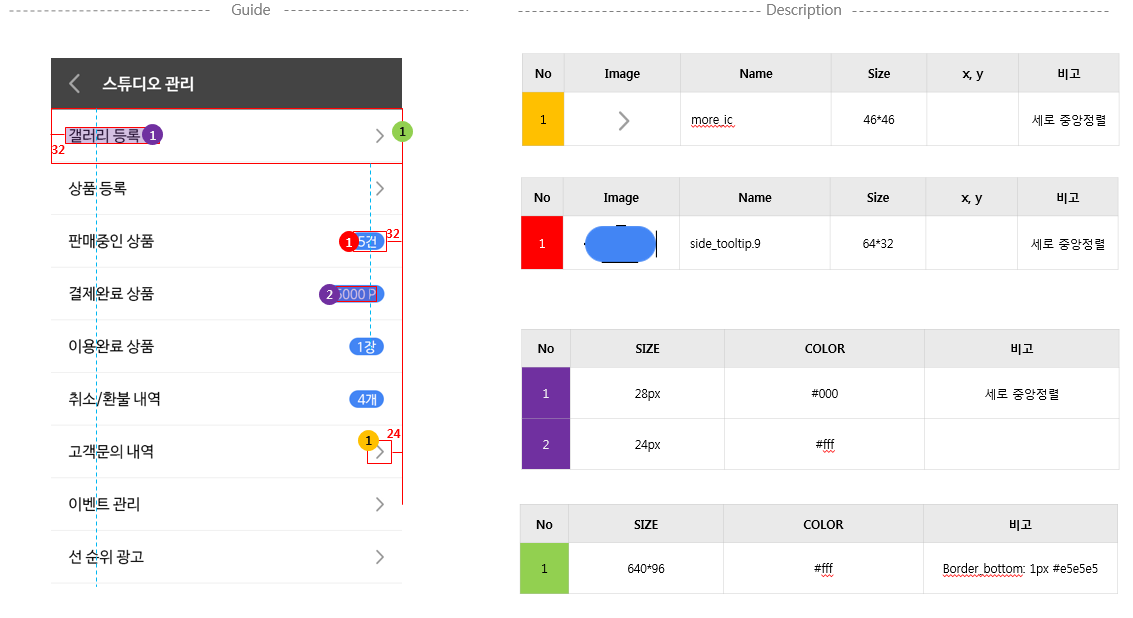 Guide
스튜디오 관리
갤러리 등록 1
1
32
상품 등록
판매중인 상품 1 5건 32
결제완료 상품 2 5000 P
이용완료 상품 1장
취소/환불 내역 4개
고객문의 내역 1 24
이벤트 관리
선 순위 광고
Description
No Image Name Size x, y 비고
1 more_ic 46*46 세로 중앙정렬
No Image Name Size x, y 비고
1 side_tooltip.9 64*32 세로 중앙정렬
No SIZE COLOR 비고
1 28px #000 세로 중앙정렬
2 24px #fff
No SIZE COLOR 비고
1 640*96 #fff Border_bottom: 1px #e5e5e5